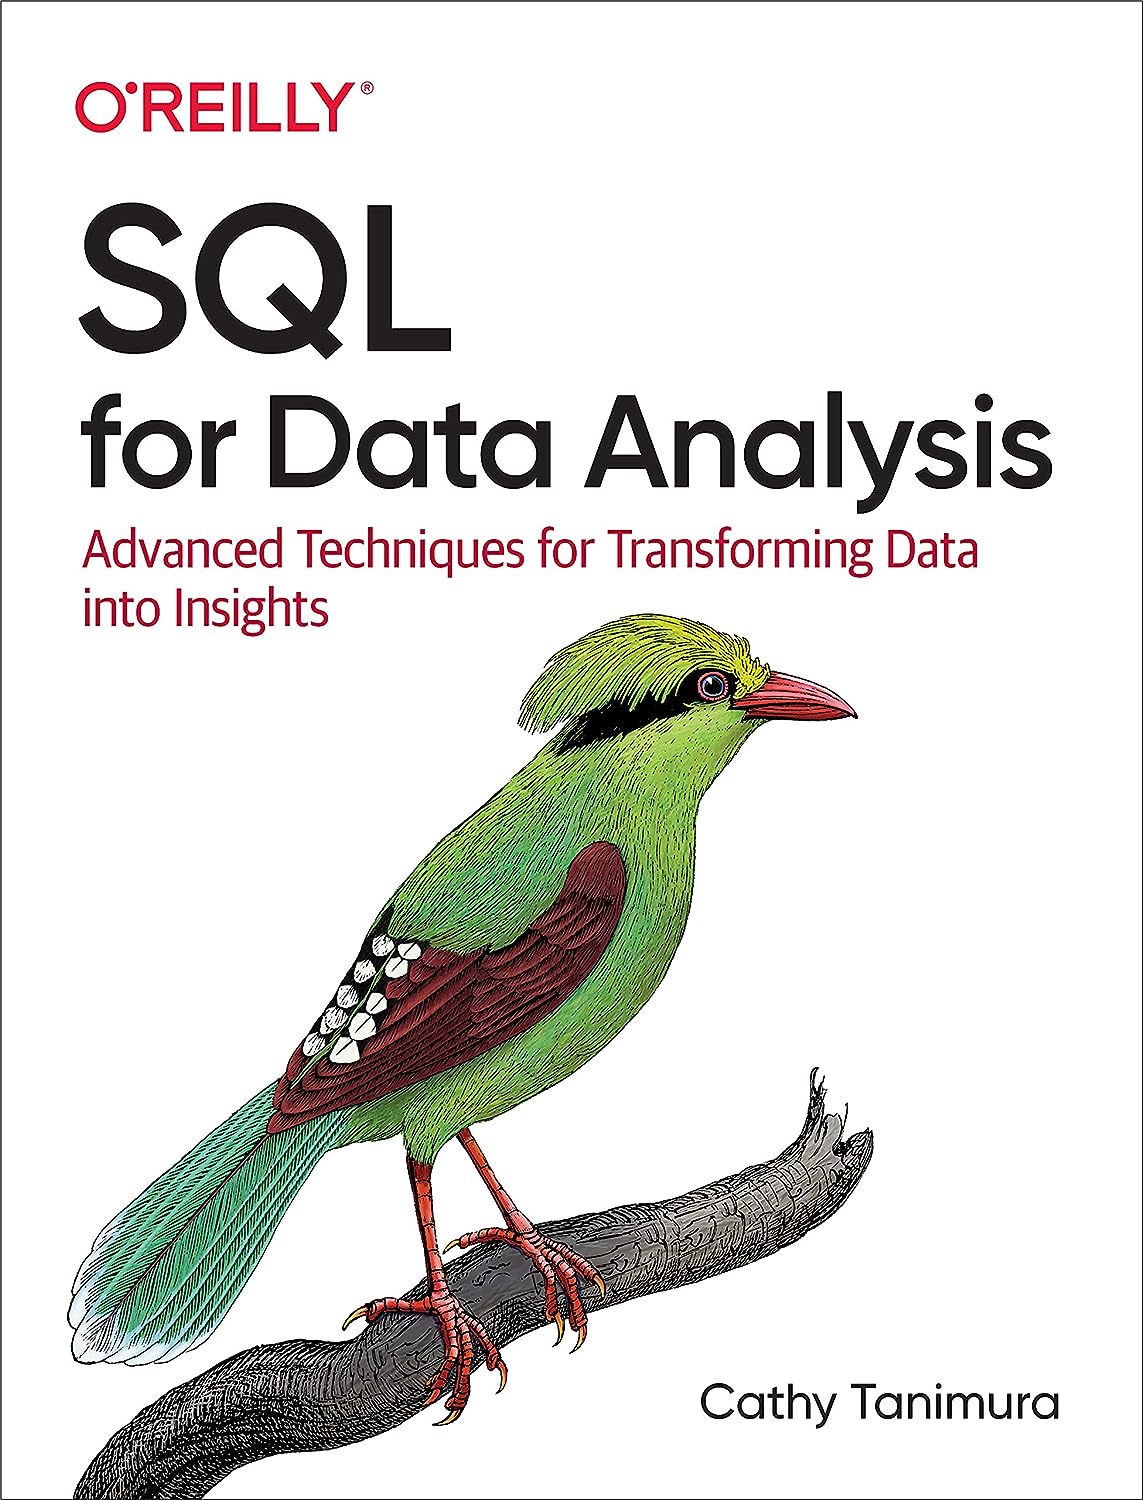 O'REILLY®
SQL
for Data Analysis
Advanced Techniques for Transforming Data
into Insights
Cathy Tanimura